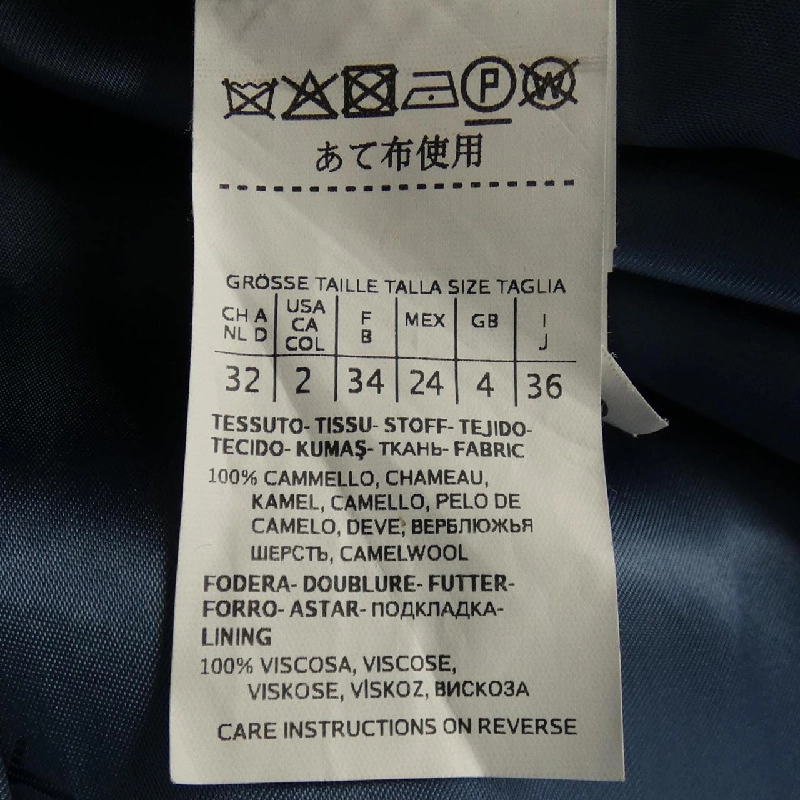 P W
あて布使用
GRÖSSE TAILLE TALLA SIZE TAGLIA
CH A NL D USA CA COL F B MEX GB I J
32 2 34 24 4 36
TESSUTO- TISSU- STOFF- TEJIDO-
TECIDO- KUMAŞ- ТКАНЬ- FABRIC
100% CAMMELLO, CHAMEAU,
KAMEL, CAMELLO, PELO DE
CAMELO, DEVE, ВЕРБЛЮЖЬЯ
ШЕРСТЬ, CAMELWOOL
FODERA- DOUBLURE- FUTTER-
FORRO- ASTAR- ПОДКЛАДКА-
LINING
100% VISCOSA, VISCOSE,
VISKOSE, VİSKOZ, ВИСКОЗА
CARE INSTRUCTIONS ON REVERSE